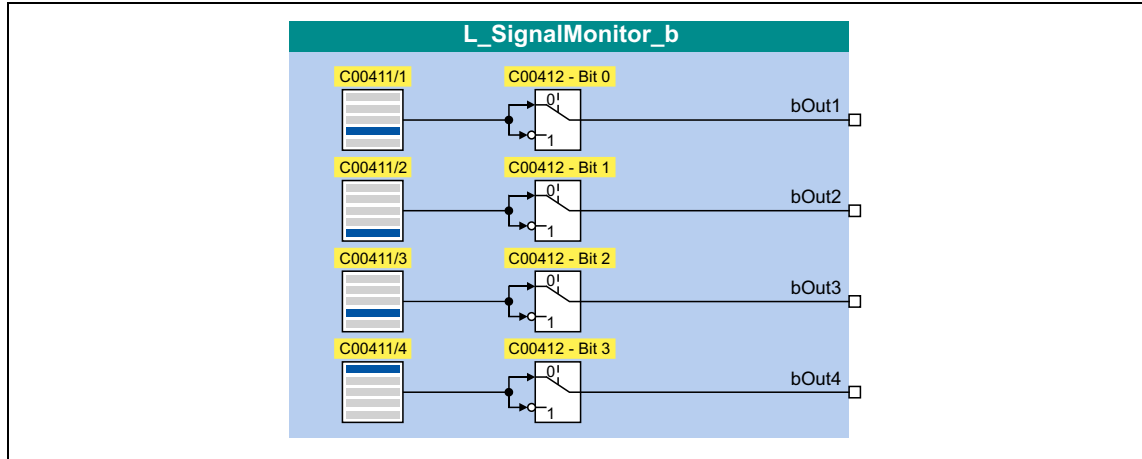 L_SignalMonitor_b
C00411/1 C00412 - Bit 0
0
1
bOut1
C00411/2 C00412 - Bit 1
0
1
bOut2
C00411/3 C00412 - Bit 2
0
1
bOut3
C00411/4 C00412 - Bit 3
0
1
bOut4